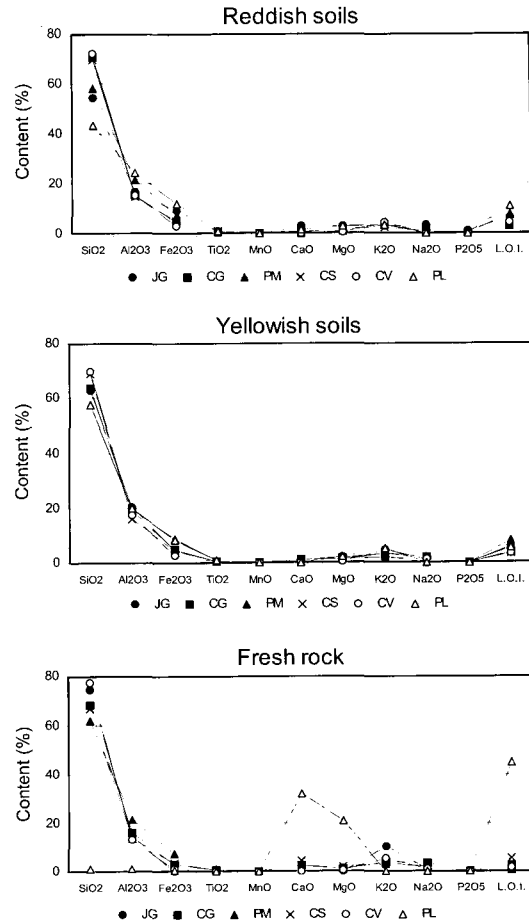 Reddish soils
80
60
40
20
0
Content (%)
SiO2 Al2O3 Fe2O3 TiO2 MnO CaO MgO K2O Na2O P2O5 L.O.I.
JG CG PM CS CV PL
Yellowish soils
80
60
40
20
0
Content (%)
SiO2 Al2O3 Fe2O3 TiO2 MnO CaO MgO K2O Na2O P2O5 L.O.I.
JG CG PM CS CV PL
Fresh rock
80
60
40
20
0
Content (%)
SiO2 Al2O3 Fe2O3 TiO2 MnO CaO MgO K2O Na2O P2O5 L.O.I.
JG CG PM CS CV PL